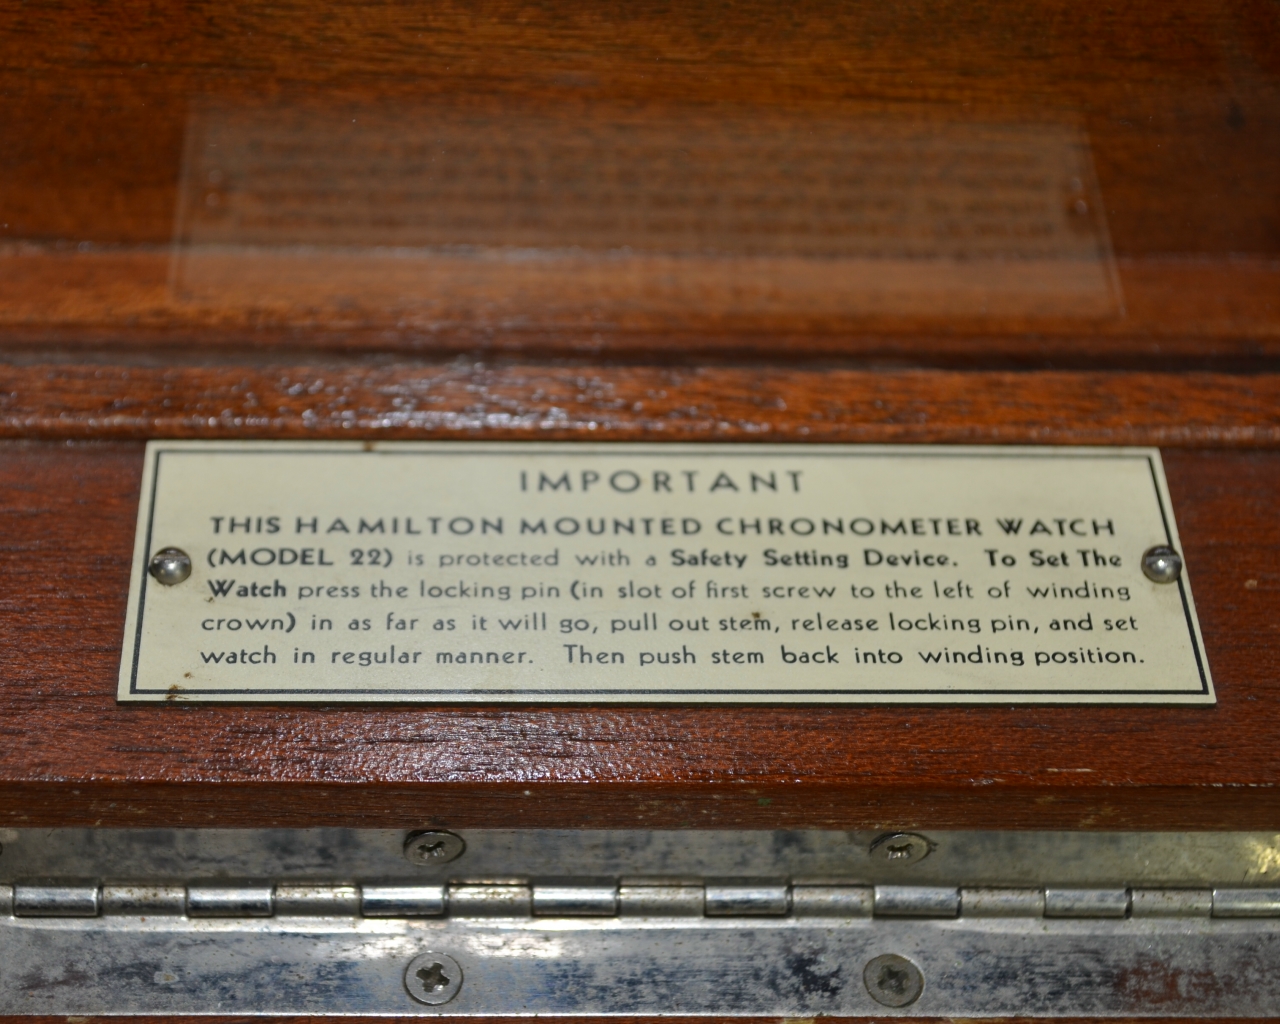 IMPORTANT
THIS HAMILTON MOUNTED CHRONOMETER WATCH
(MODEL 22) is protected with a Safety Setting Device. To Set The
Watch press the locking pin (in slot of first screw to the left of winding
crown) in as far as it will go, pull out stem, release locking pin, and set
watch in regular manner. Then push stem back into winding position.